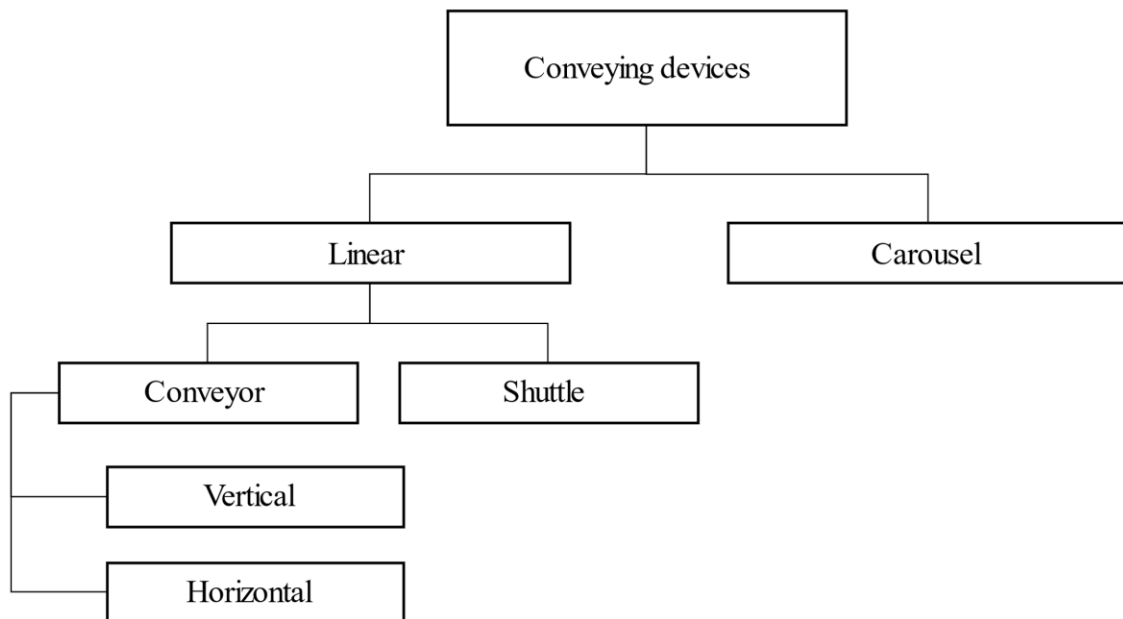 Conveying devices
Linear
Carousel
Conveyor
Shuttle
Vertical
Horizontal